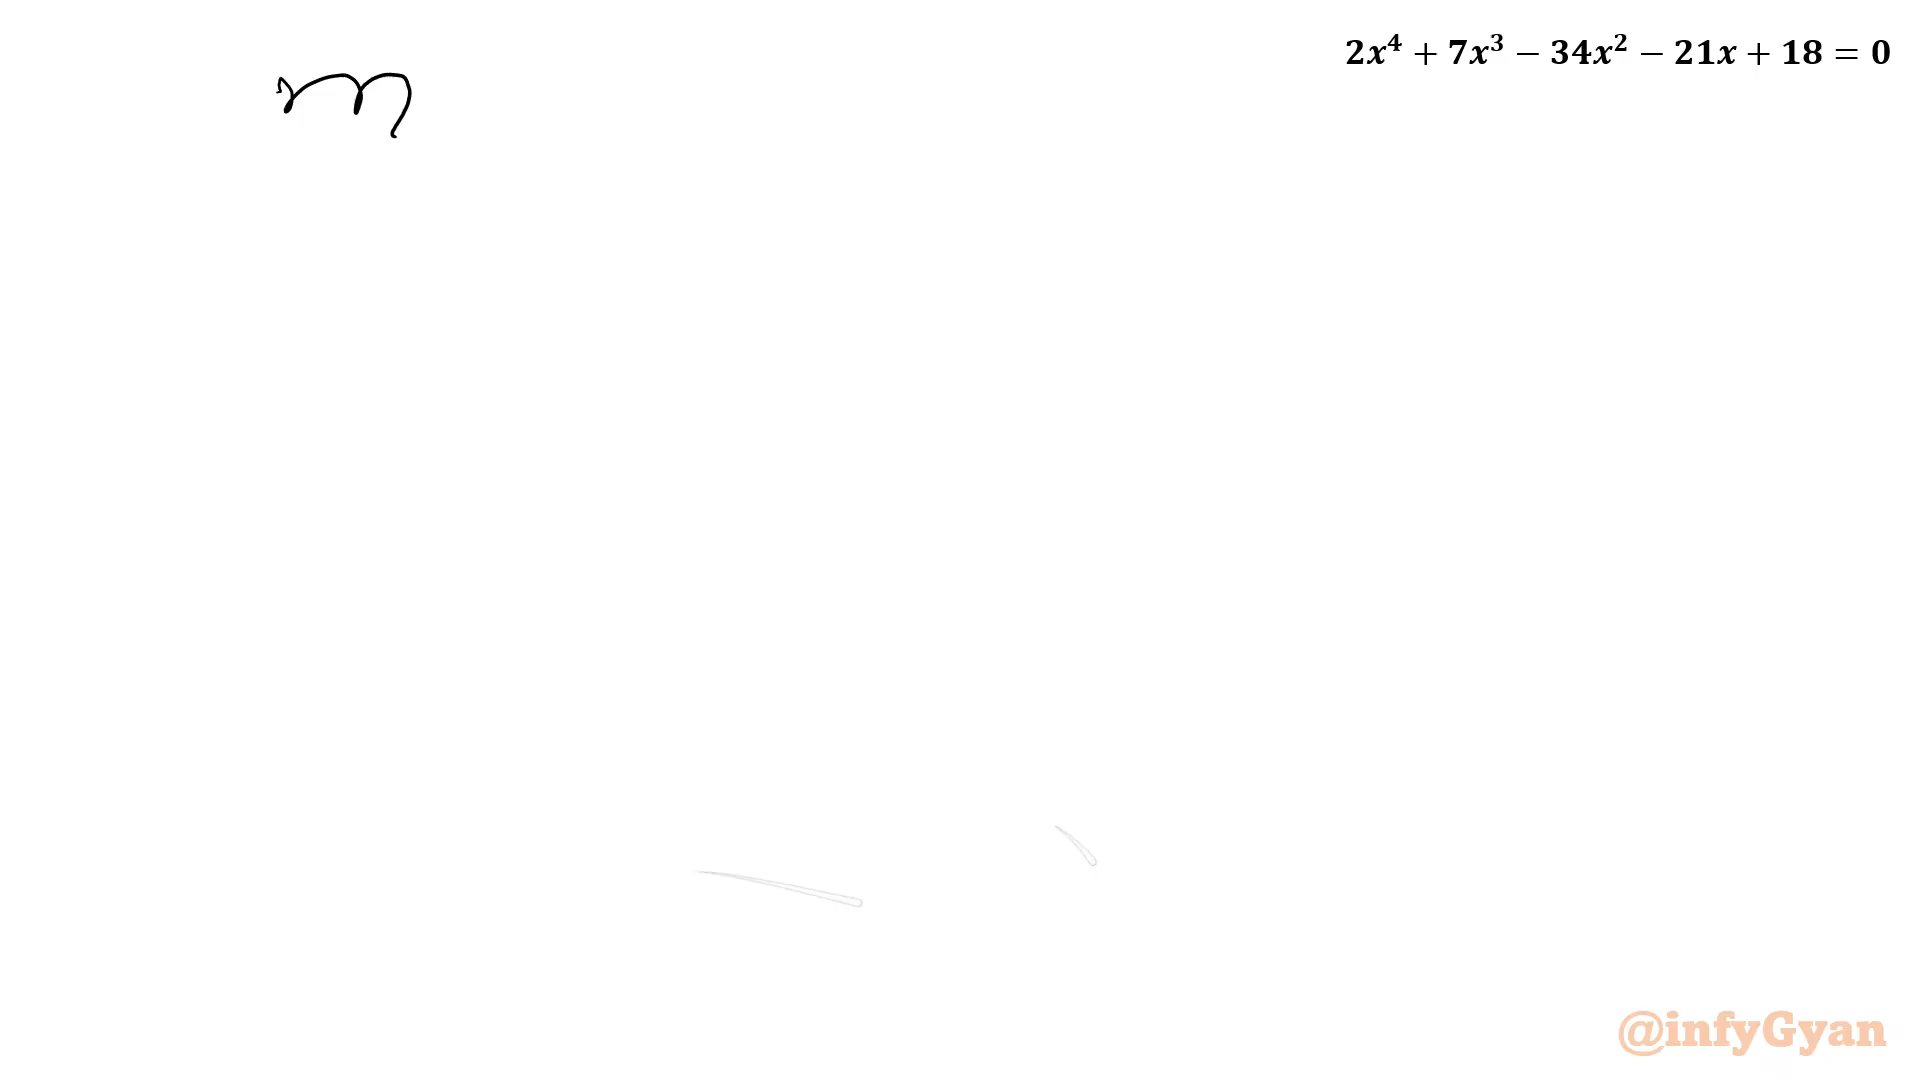 2x⁴ + 7x³ − 34x² − 21x + 18 = 0
m
@infyGyan